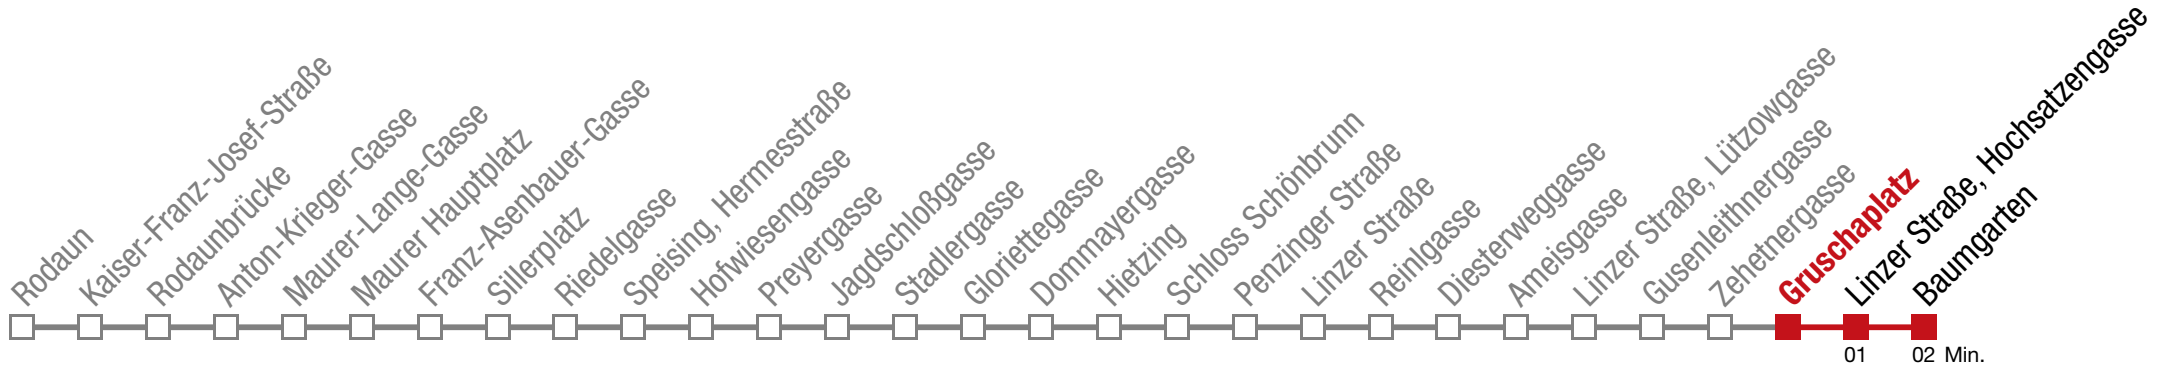 Rodaun
Kaiser-Franz-Josef-Straße
Rodaunbrücke
Anton-Krieger-Gasse
Maurer-Lange-Gasse
Maurer Hauptplatz
Franz-Asenbauer-Gasse
Sillerplatz
Riedelgasse
Speising, Hermesstraße
Hofwiesengasse
Preyergasse
Jagdschloßgasse
Stadlergasse
Gloriettegasse
Dommayergasse
Hietzing
Schloss Schönbrunn
Penzinger Straße
Linzer Straße
Reinlgasse
Diesterweggasse
Ameisgasse
Linzer Straße, Lützowgasse
Gusenleithnergasse
Zehetnergasse
Gruschaplatz
Linzer Straße, Hochsatzengasse
Baumgarten
01 02 Min.